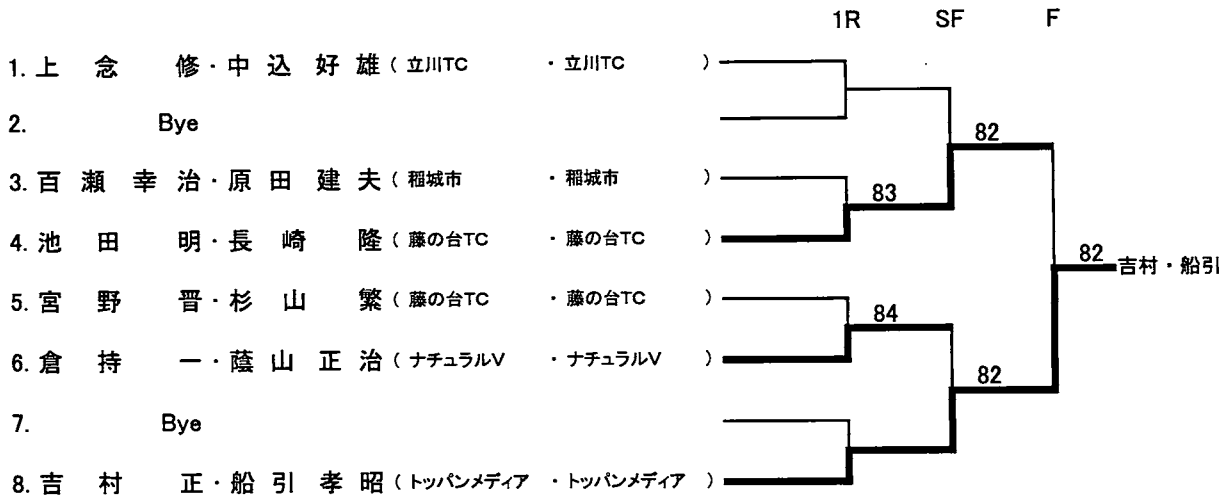 1R SF F
1. 上念 修・中込好雄（立川TC ・立川TC ）
2. Bye
82
3. 百瀬幸治・原田建夫（稲城市 ・稲城市 ）
83
4. 池田 明・長崎 隆（藤の台TC ・藤の台TC ）
82 吉村・船引
5. 宮野 晋・杉山 繁（藤の台TC ・藤の台TC ）
84
6. 倉持 一・蔭山正治（ナチュラルV ・ナチュラルV ）
82
7. Bye
8. 吉村 正・船引孝昭（トッパンメディア ・トッパンメディア ）